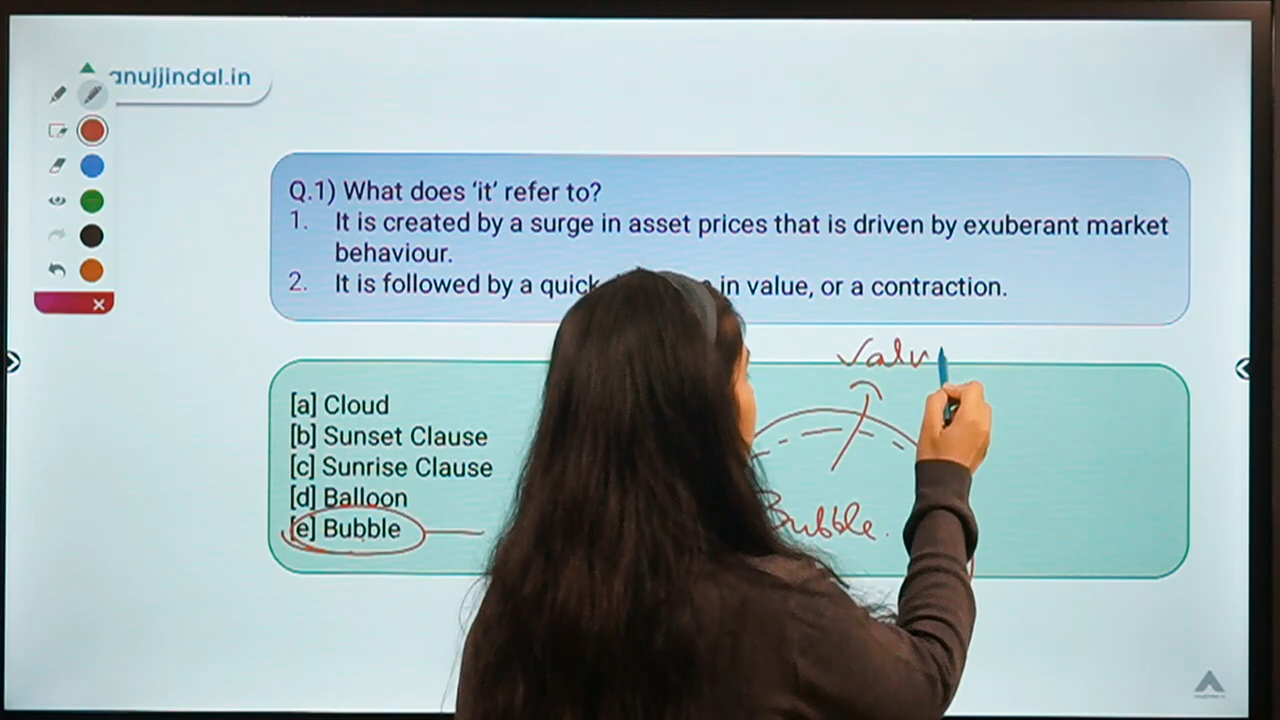 anujjindal.in
Q.1) What does ‘it’ refer to?
1. It is created by a surge in asset prices that is driven by exuberant market
behaviour.
2. It is followed by a quick in value, or a contraction.
Valu
[a] Cloud
[b] Sunset Clause
[c] Sunrise Clause
[d] Balloon
[e] Bubble
Bubble.